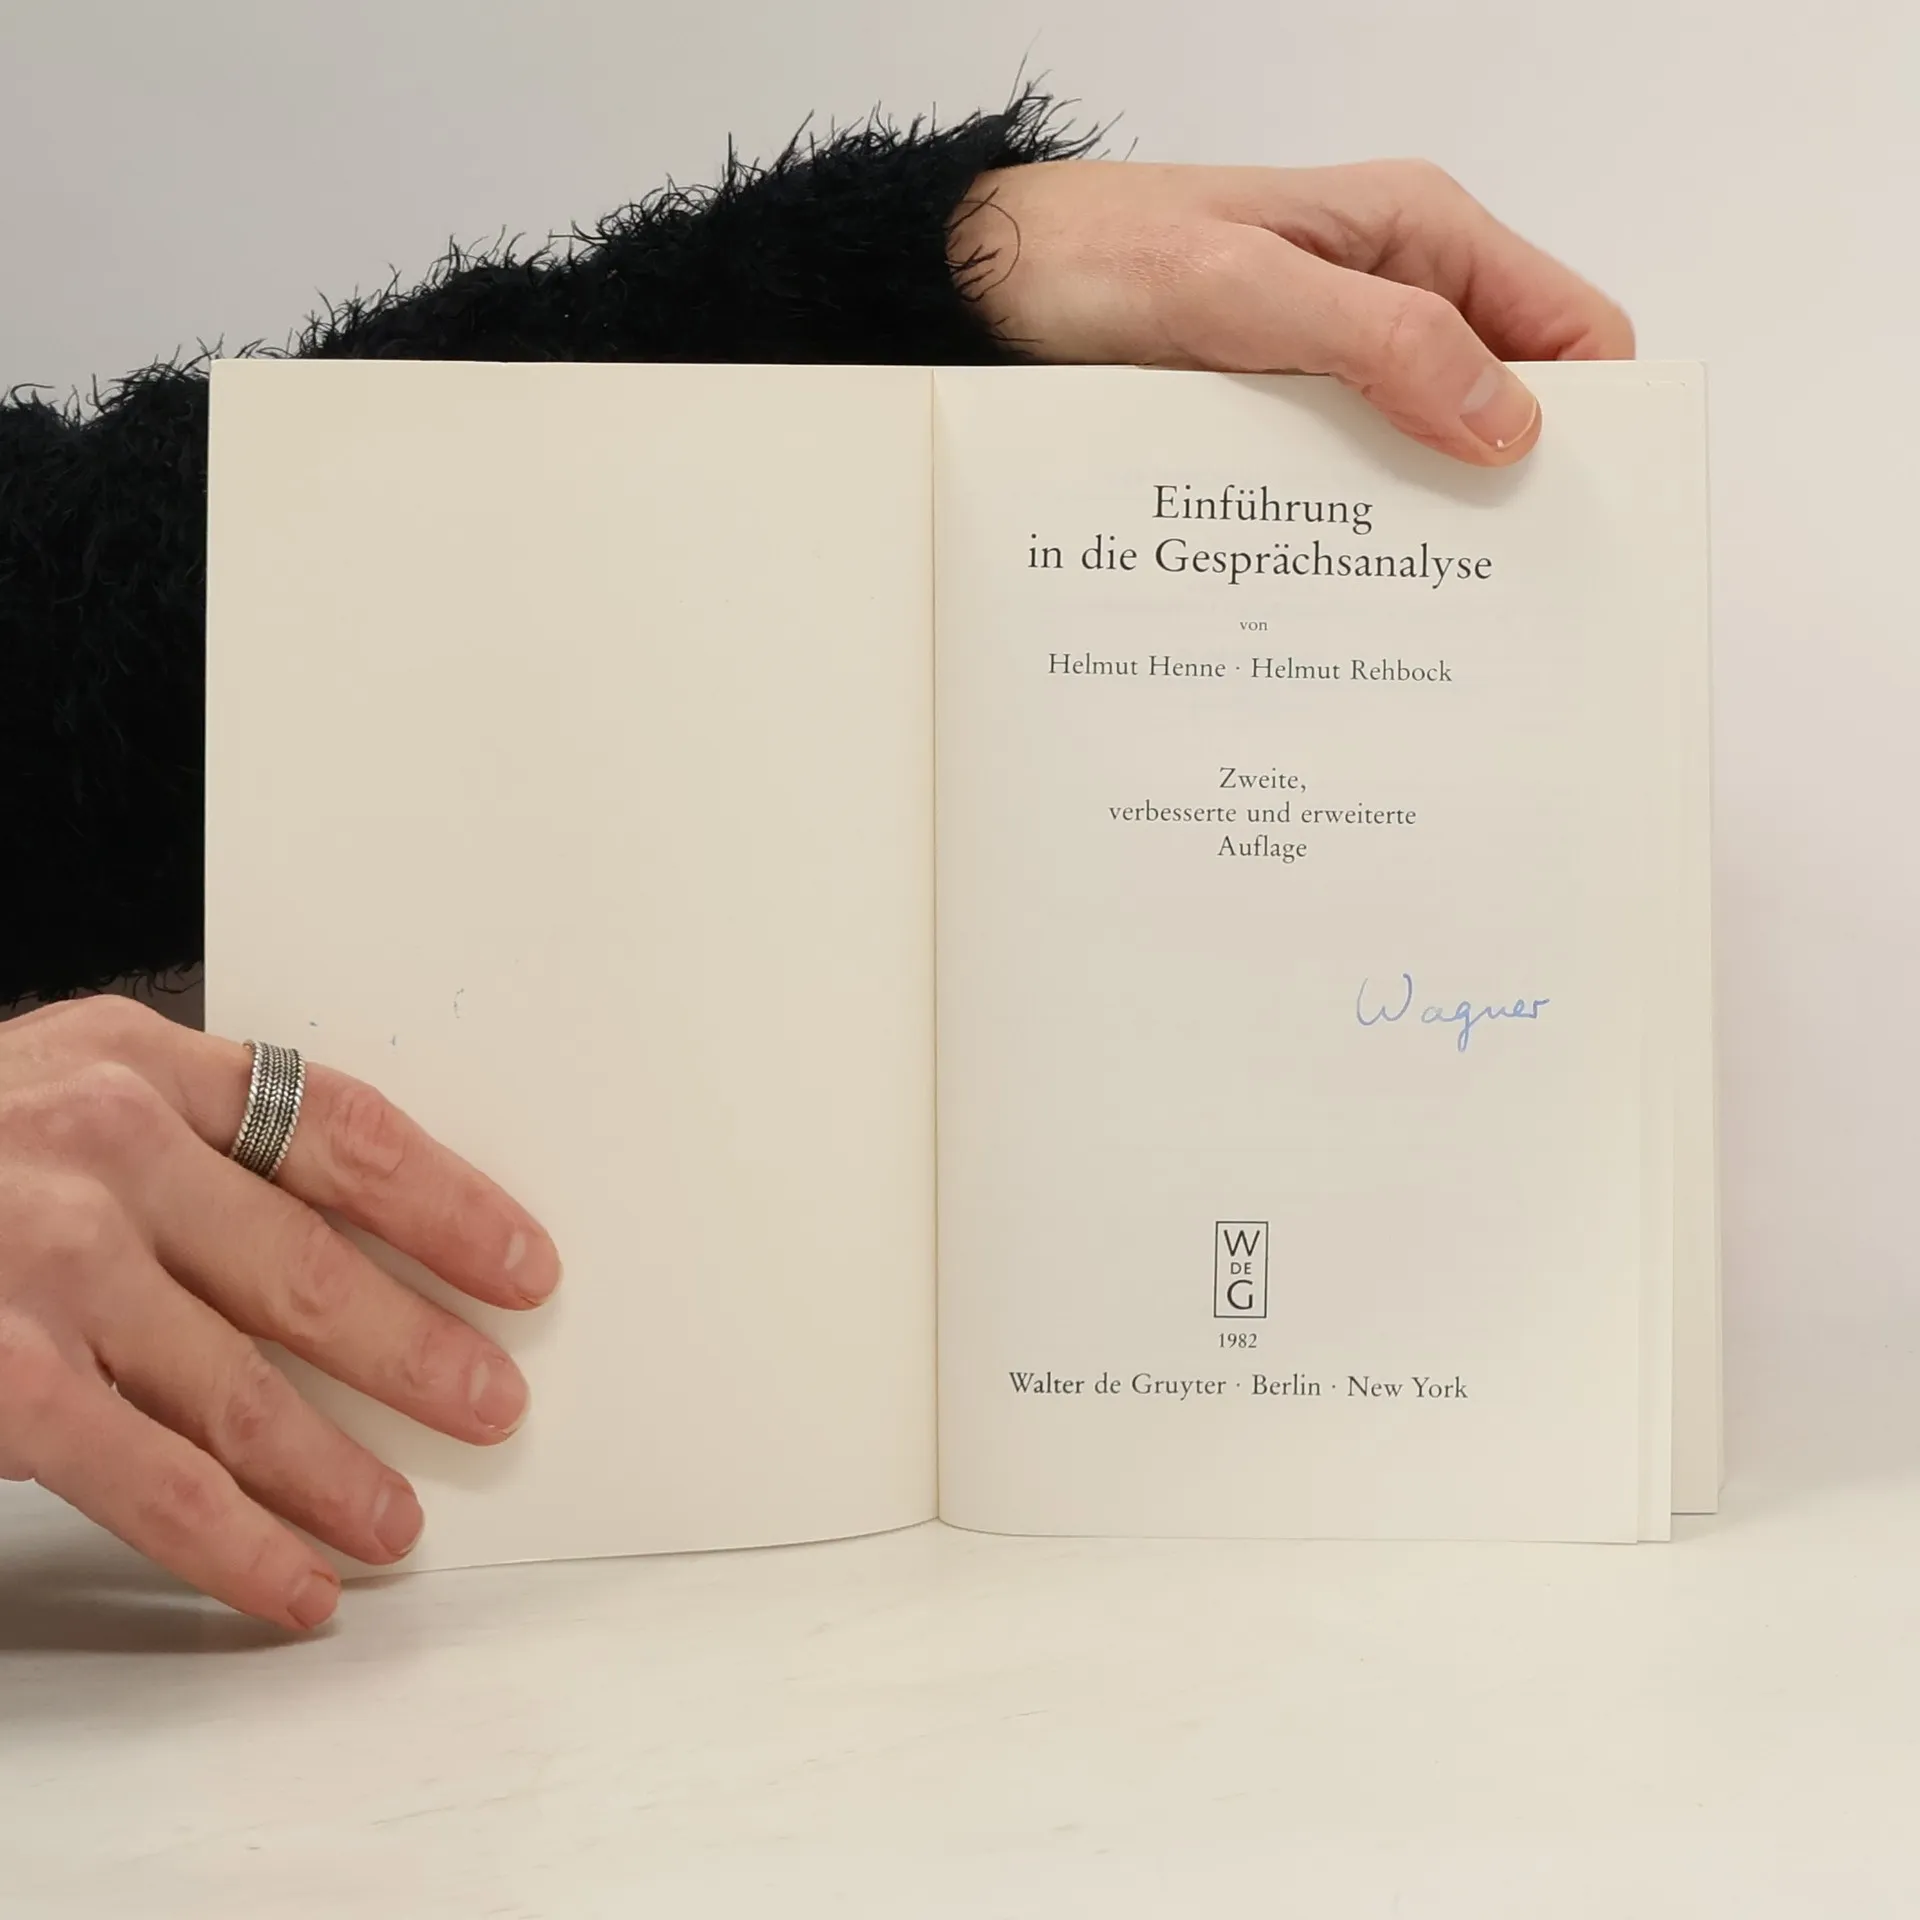 Einführung
in die Gesprächsanalyse
von
Helmut Henne · Helmut Rehbock
Zweite,
verbesserte und erweiterte
Auflage
Wagner
W
DE
G
1982
Walter de Gruyter · Berlin · New York